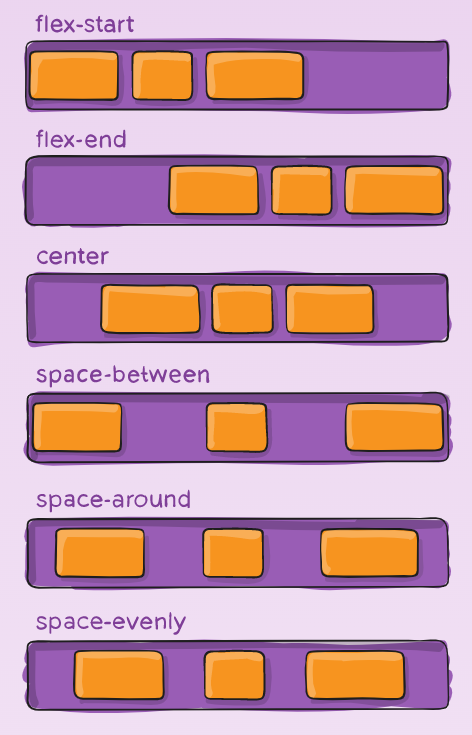 flex-start
flex-end
center
space-between
space-around
space-evenly